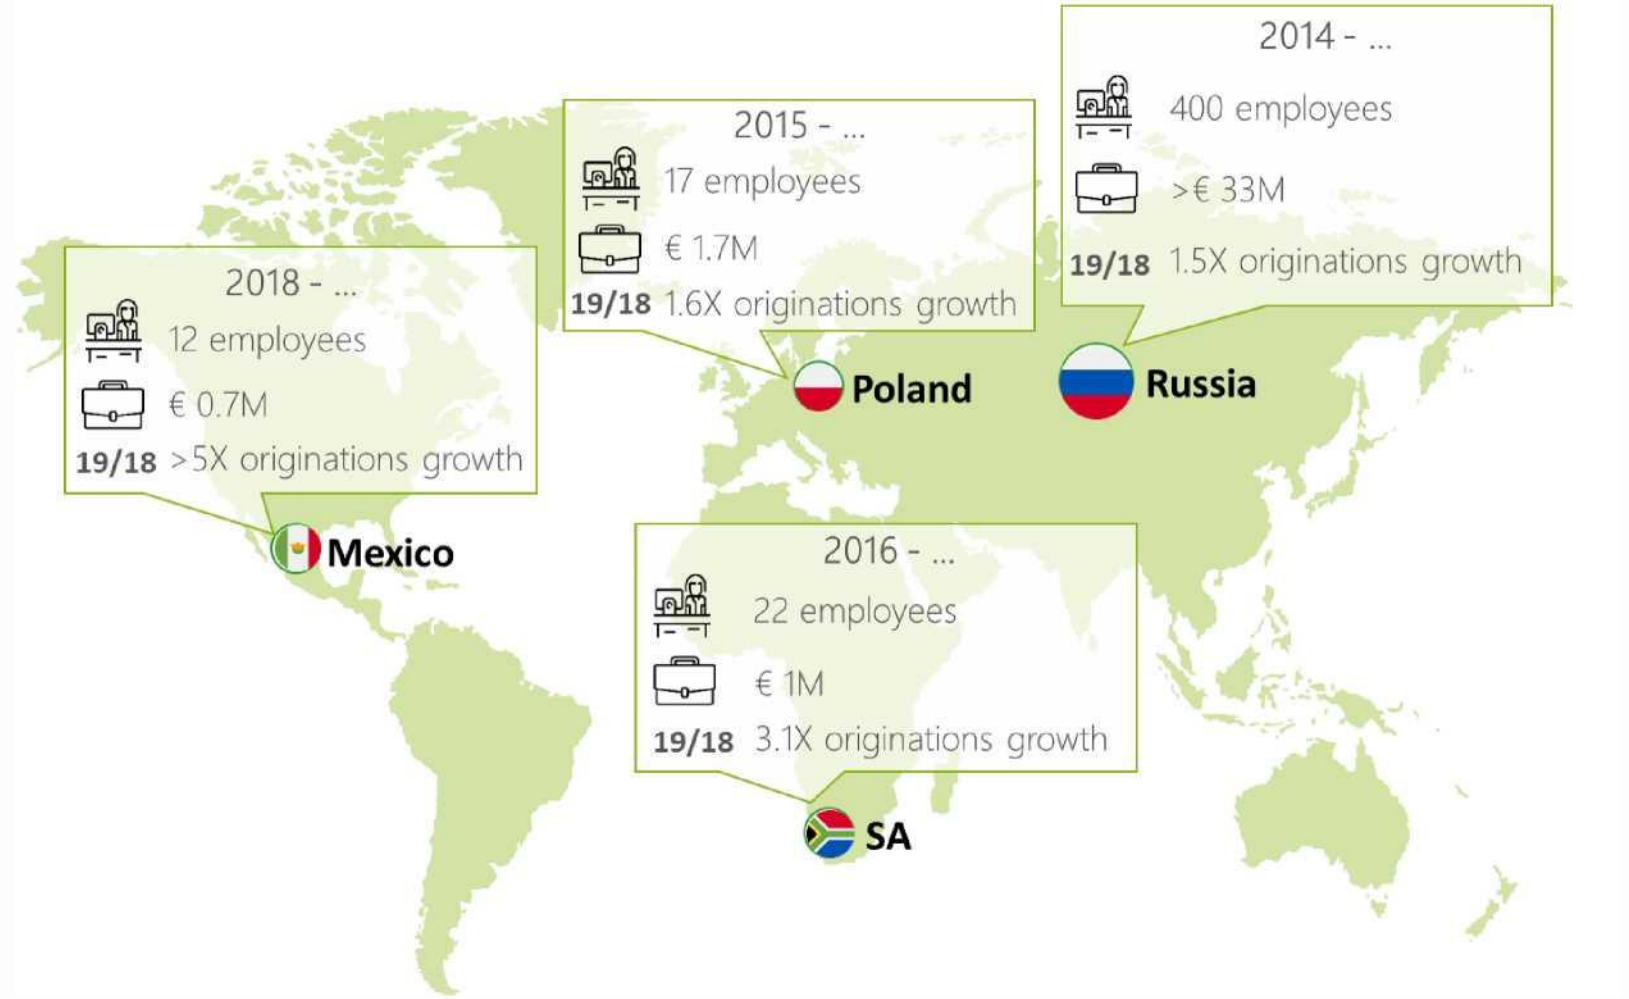 2014 - ...
400 employees
>€ 33M
19/18 1.5X originations growth
Russia
2015 - ...
17 employees
€ 1.7M
19/18 1.6X originations growth
Poland
2018 - ...
12 employees
€ 0.7M
19/18 >5X originations growth
Mexico
2016 - ...
22 employees
€ 1M
19/18 3.1X originations growth
SA